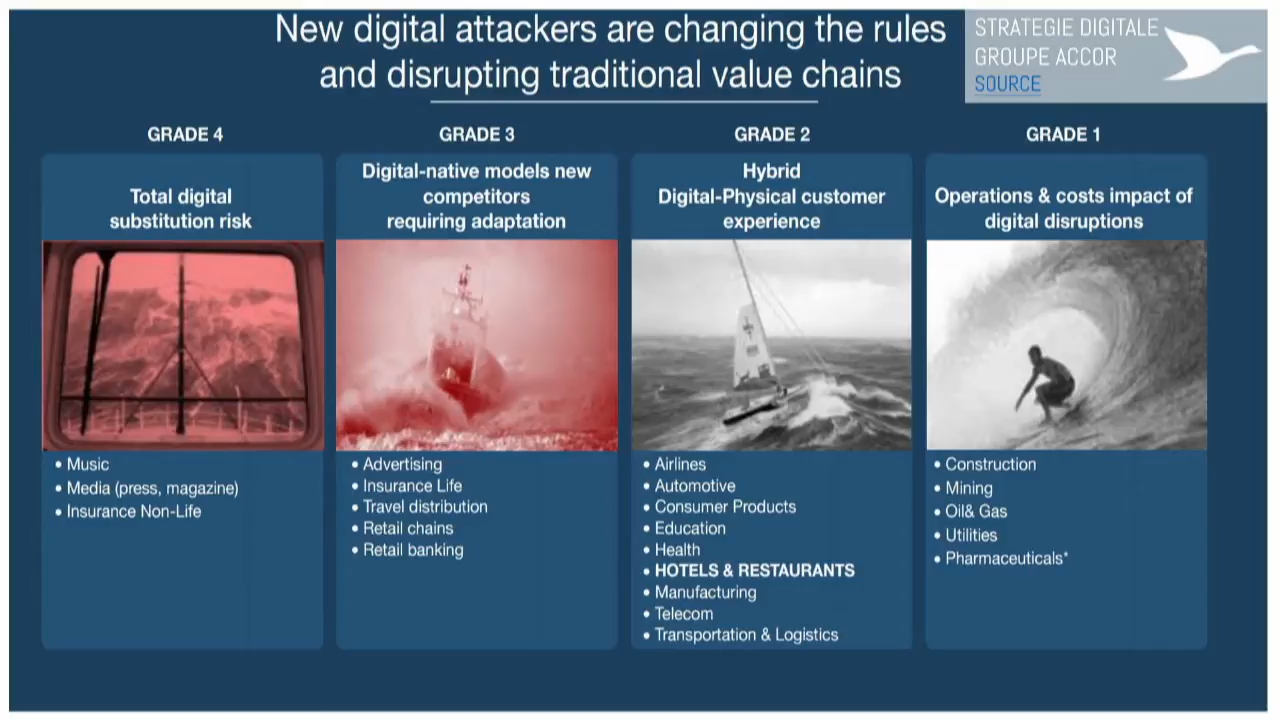 New digital attackers are changing the rules
and disrupting traditional value chains
STRATEGIE DIGITALE
GROUPE ACCOR
SOURCE
GRADE 4
Total digital
substitution risk
• Music
• Media (press, magazine)
• Insurance Non-Life
GRADE 3
Digital-native models new
competitors
requiring adaptation
• Advertising
• Insurance Life
• Travel distribution
• Retail chains
• Retail banking
GRADE 2
Hybrid
Digital-Physical customer
experience
• Airlines
• Automotive
• Consumer Products
• Education
• Health
• HOTELS & RESTAURANTS
• Manufacturing
• Telecom
• Transportation & Logistics
GRADE 1
Operations & costs impact of
digital disruptions
• Construction
• Mining
• Oil& Gas
• Utilities
• Pharmaceuticals*